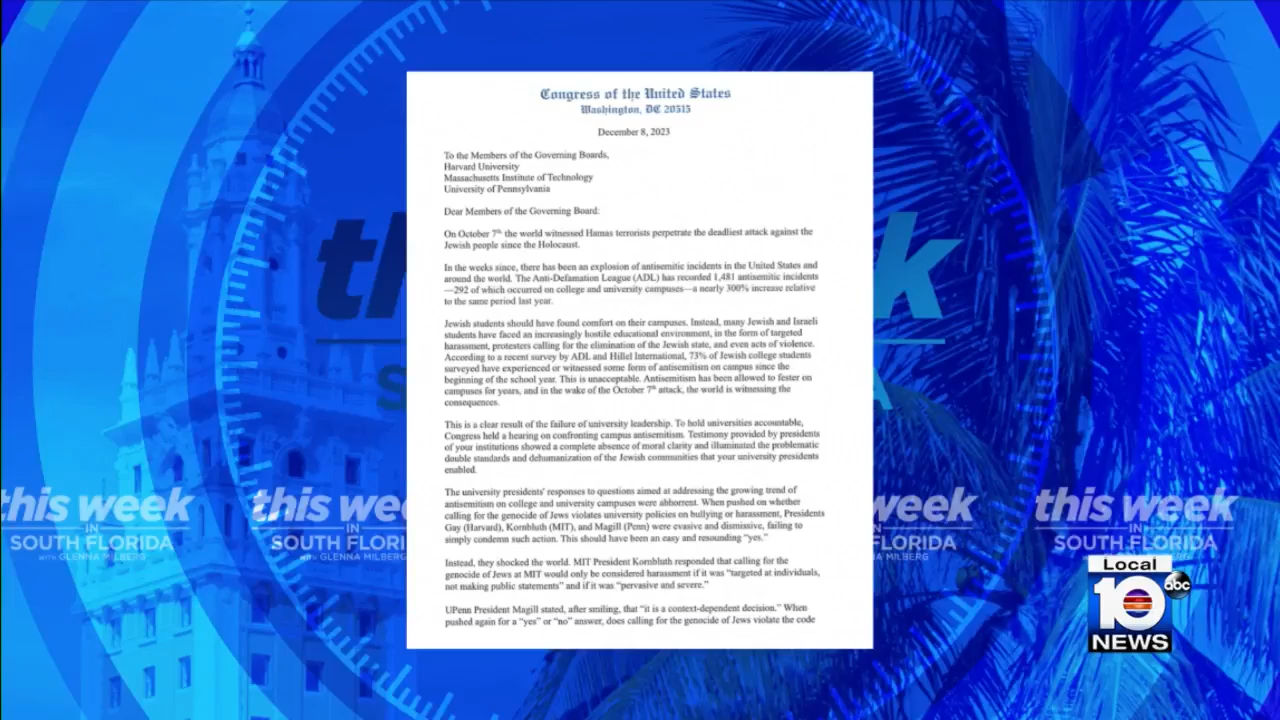 Congress of the United States
Washington, DC 20515
December 8, 2023
To the Members of the Governing Boards,
Harvard University
Massachusetts Institute of Technology
University of Pennsylvania
Dear Members of the Governing Board:
On October 7th the world witnessed Hamas terrorists perpetrate the deadliest attack against the
Jewish people since the Holocaust.
In the weeks since, there has been an explosion of antisemitic incidents in the United States and
around the world. The Anti-Defamation League (ADL) has recorded 1,481 antisemitic incidents
—292 of which occurred on college and university campuses—a nearly 300% increase relative
to the same period last year.
Jewish students should have found comfort on their campuses. Instead, many Jewish and Israeli
students have faced an increasingly hostile educational environment, in the form of targeted
harassment, protesters calling for the elimination of the Jewish state, and even acts of violence.
According to a recent survey by ADL and Hillel International, 73% of Jewish college students
surveyed have experienced or witnessed some form of antisemitism on campus since the
beginning of the school year. This is unacceptable. Antisemitism has been allowed to fester on
campuses for years, and in the wake of the October 7th attack, the world is witnessing the
consequences.
This is a clear result of the failure of university leadership. To hold universities accountable,
Congress held a hearing on confronting campus antisemitism. Testimony provided by presidents
of your institutions showed a complete absence of moral clarity and illuminated the problematic
double standards and dehumanization of the Jewish communities that your university presidents
enabled.
The university presidents' responses to questions aimed at addressing the growing trend of
antisemitism on college and university campuses were abhorrent. When pushed on whether
calling for the genocide of Jews violates university policies on bullying or harassment, Presidents
Gay (Harvard), Kornbluth (MIT), and Magill (Penn) were evasive and dismissive, failing to
simply condemn such action. This should have been an easy and resounding "yes."
Instead, they shocked the world. MIT President Kornbluth responded that calling for the
genocide of Jews at MIT would only be considered harassment if it was "targeted at individuals,
not making public statements" and if it was "pervasive and severe."
UPenn President Magill stated, after smiling, that "it is a context-dependent decision." When
pushed again for a "yes" or "no" answer, does calling for the genocide of Jews violate the code
th
k
S
A
this week
IN
SOUTH FLORIDA
WITH GLENNA MILBERG
this wee
IN
SOUTH FLORI
WITH GLENNA MILBERG
week
IN
FLORIDA
MILBERG
this week
IN
SOUTH FLORIDA
Local
10
abc
NEWS